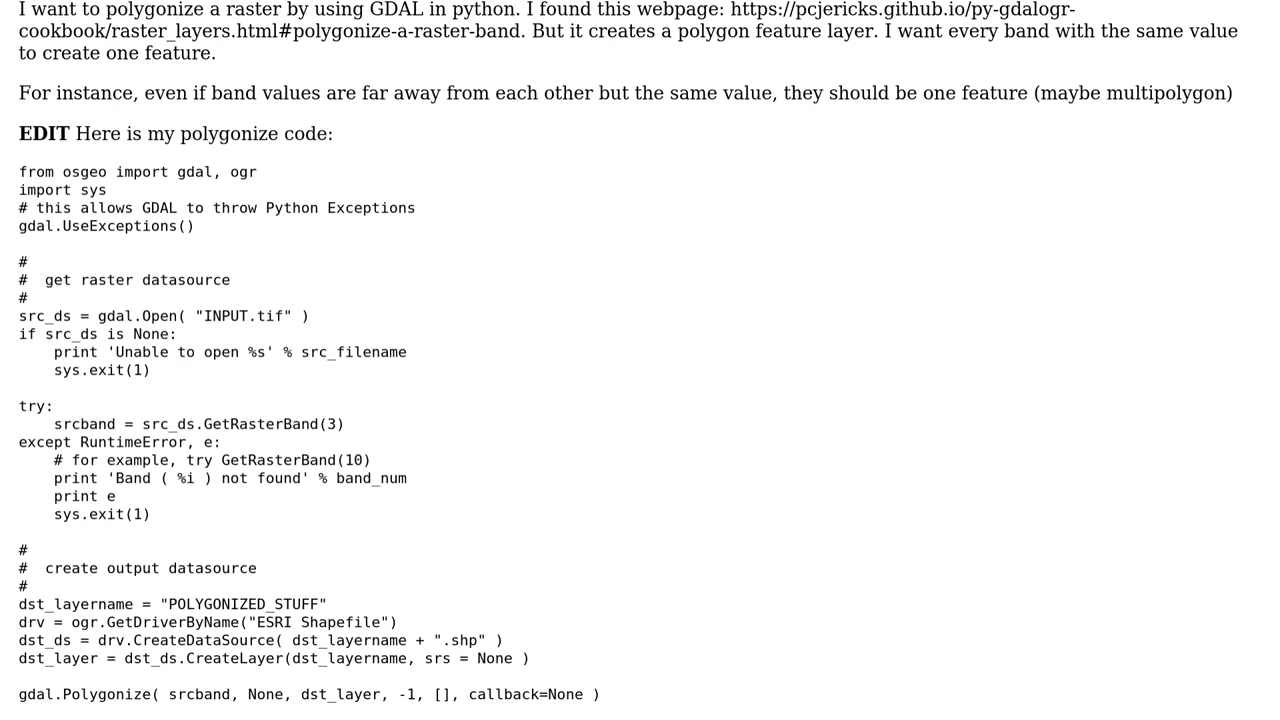 I want to polygonize a raster by using GDAL in python. I found this webpage: https://pcjericks.github.io/py-gdalogr-
cookbook/raster_layers.html#polygonize-a-raster-band. But it creates a polygon feature layer. I want every band with the same value
to create one feature.
For instance, even if band values are far away from each other but the same value, they should be one feature (maybe multipolygon)
EDIT Here is my polygonize code:
from osgeo import gdal, ogr
import sys
# this allows GDAL to throw Python Exceptions
gdal.UseExceptions()
#
#  get raster datasource
#
src_ds = gdal.Open( "INPUT.tif" )
if src_ds is None:
    print 'Unable to open %s' % src_filename
    sys.exit(1)
try:
    srcband = src_ds.GetRasterBand(3)
except RuntimeError, e:
    # for example, try GetRasterBand(10)
    print 'Band ( %i ) not found' % band_num
    print e
    sys.exit(1)
#
#  create output datasource
#
dst_layername = "POLYGONIZED_STUFF"
drv = ogr.GetDriverByName("ESRI Shapefile")
dst_ds = drv.CreateDataSource( dst_layername + ".shp" )
dst_layer = dst_ds.CreateLayer(dst_layername, srs = None )
gdal.Polygonize( srcband, None, dst_layer, -1, [], callback=None )